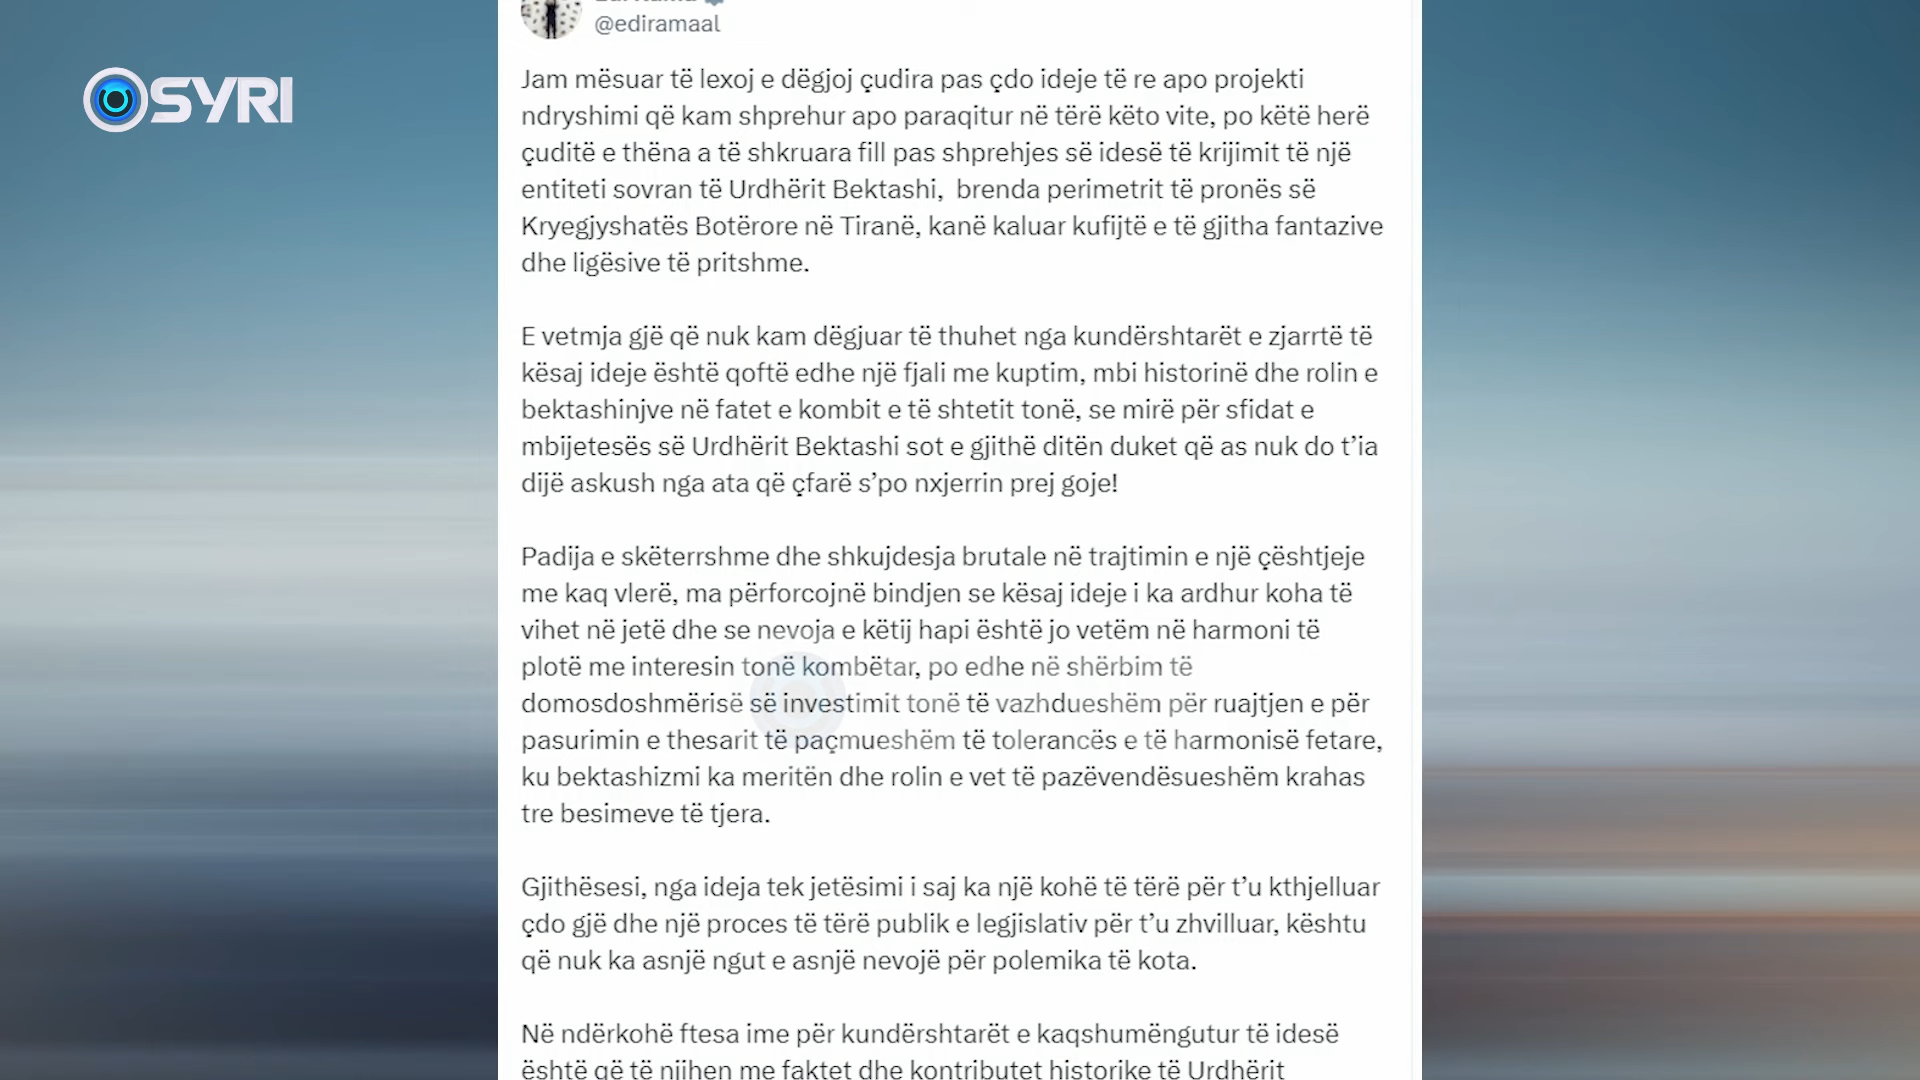 SYRI
@ediramaal
Jam mësuar të lexoj e dëgjoj çudira pas çdo ideje të re apo projekti
ndryshimi që kam shprehur apo paraqitur në tërë këto vite, po këtë herë
çuditë e thëna a të shkruara fill pas shprehjes së idesë të krijimit të një
entiteti sovran të Urdhërit Bektashi,  brenda perimetrit të pronës së
Kryegjyshatës Botërore në Tiranë, kanë kaluar kufijtë e të gjitha fantazive
dhe ligësive të pritshme.
E vetmja gjë që nuk kam dëgjuar të thuhet nga kundërshtarët e zjarrtë të
kësaj ideje është qoftë edhe një fjali me kuptim, mbi historinë dhe rolin e
bektashinjve në fatet e kombit e të shtetit tonë, se mirë për sfidat e
mbijetesës së Urdhërit Bektashi sot e gjithë ditën duket që as nuk do t’ia
dijë askush nga ata që çfarë s’po nxjerrin prej goje!
Padija e skëterrshme dhe shkujdesja brutale në trajtimin e një çështjeje
me kaq vlerë, ma përforcojnë bindjen se kësaj ideje i ka ardhur koha të
vihet në jetë dhe se nevoja e këtij hapi është jo vetëm në harmoni të
plotë me interesin tonë kombëtar, po edhe në shërbim të
domosdoshmërisë së investimit tonë të vazhdueshëm për ruajtjen e për
pasurimin e thesarit të paçmueshëm të tolerancës e të harmonisë fetare,
ku bektashizmi ka meritën dhe rolin e vet të pazëvendësueshëm krahas
tre besimeve të tjera.
Gjithësesi, nga ideja tek jetësimi i saj ka një kohë të tërë për t’u kthjelluar
çdo gjë dhe një proces të tërë publik e legjislativ për t’u zhvilluar, kështu
që nuk ka asnjë ngut e asnjë nevojë për polemika të kota.
Në ndërkohë ftesa ime për kundërshtarët e kaqshumëngutur të idesë
është që të njihen me faktet dhe kontributet historike të Urdhërit